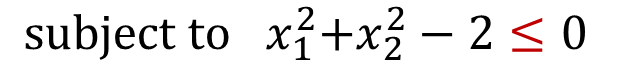 subject to x₁²+x₂² − 2 ≤ 0